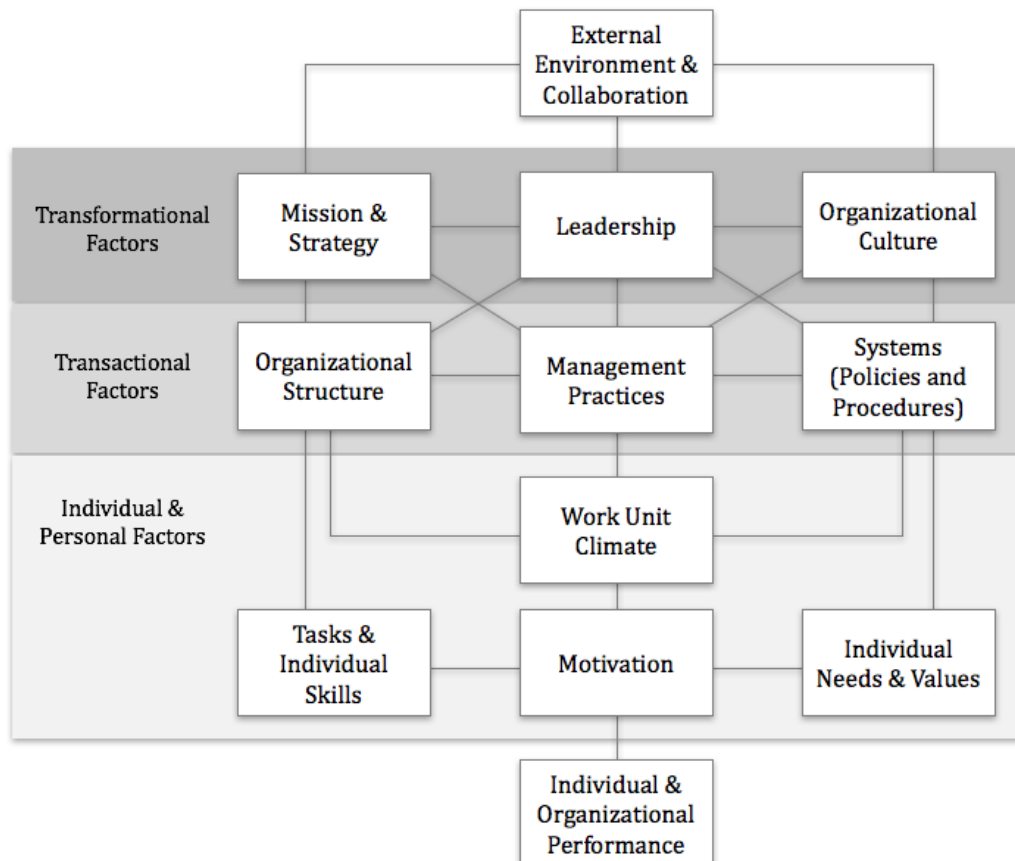 External
Environment &
Collaboration
Transformational
Factors
Mission &
Strategy
Leadership
Organizational
Culture
Transactional
Factors
Organizational
Structure
Management
Practices
Systems
(Policies and
Procedures)
Individual &
Personal Factors
Work Unit
Climate
Tasks &
Individual
Skills
Motivation
Individual
Needs & Values
Individual &
Organizational
Performance